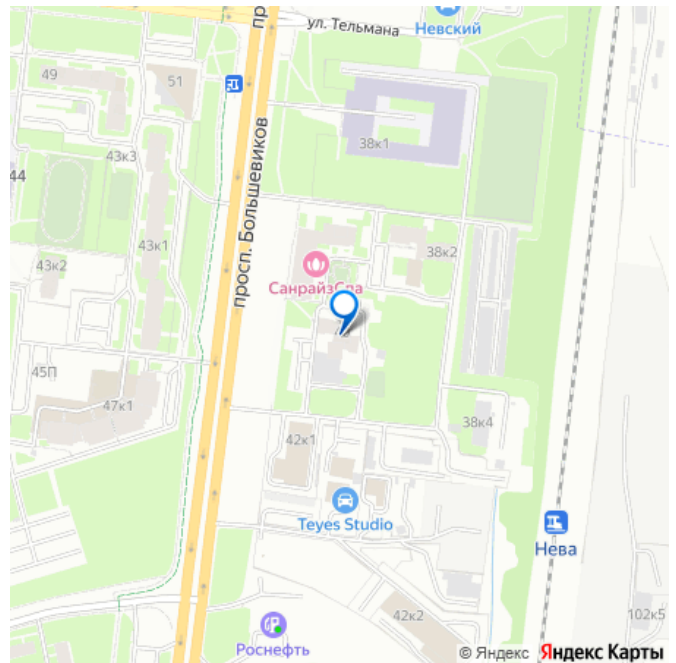 пр
ул. Тельмана
Невский
49
51
38к1
43к3
44
просп. Большевиков
43к1
38к2
43к2
СанрайзСпа
45П
47к1
38к4
42к1
Teyes Studio
Нева
42к2
102к5
Роснефть
© Яндекс Яндекс Карты